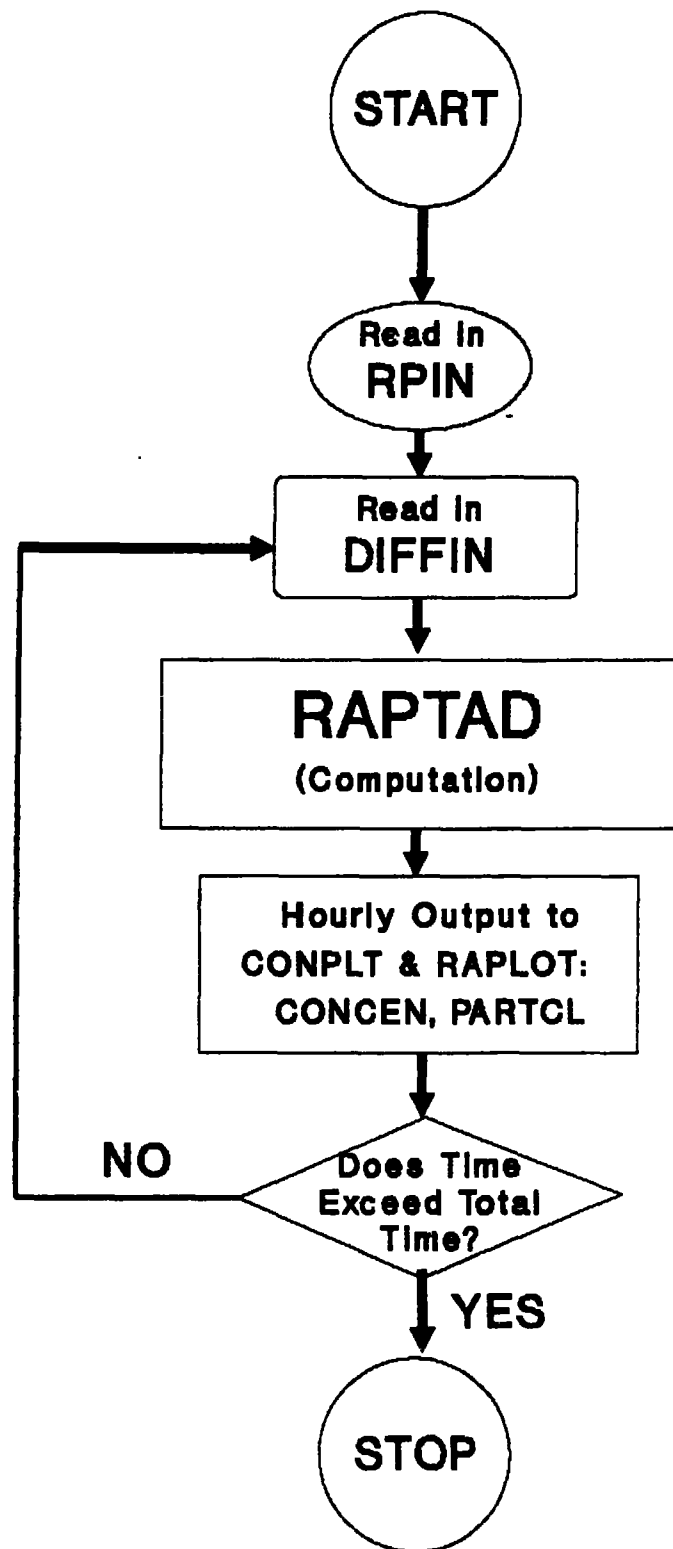 START
Read in
RPIN
Read in
DIFFIN
RAPTAD
(Computation)
Hourly Output to
CONPLT & RAPLOT:
CONCEN, PARTCL
NO
Does Time
Exceed Total
Time?
YES
STOP